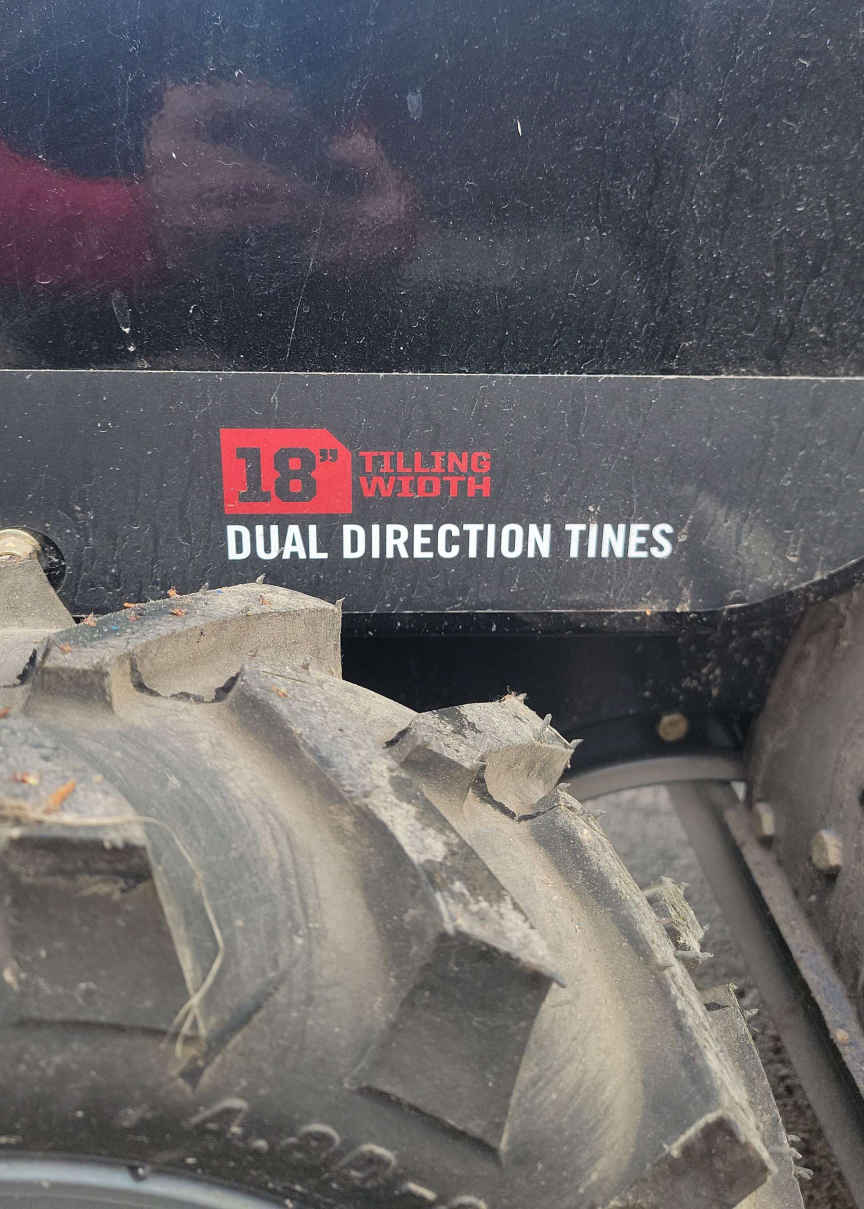 18”
TILLING
WIDTH
DUAL DIRECTION TINES